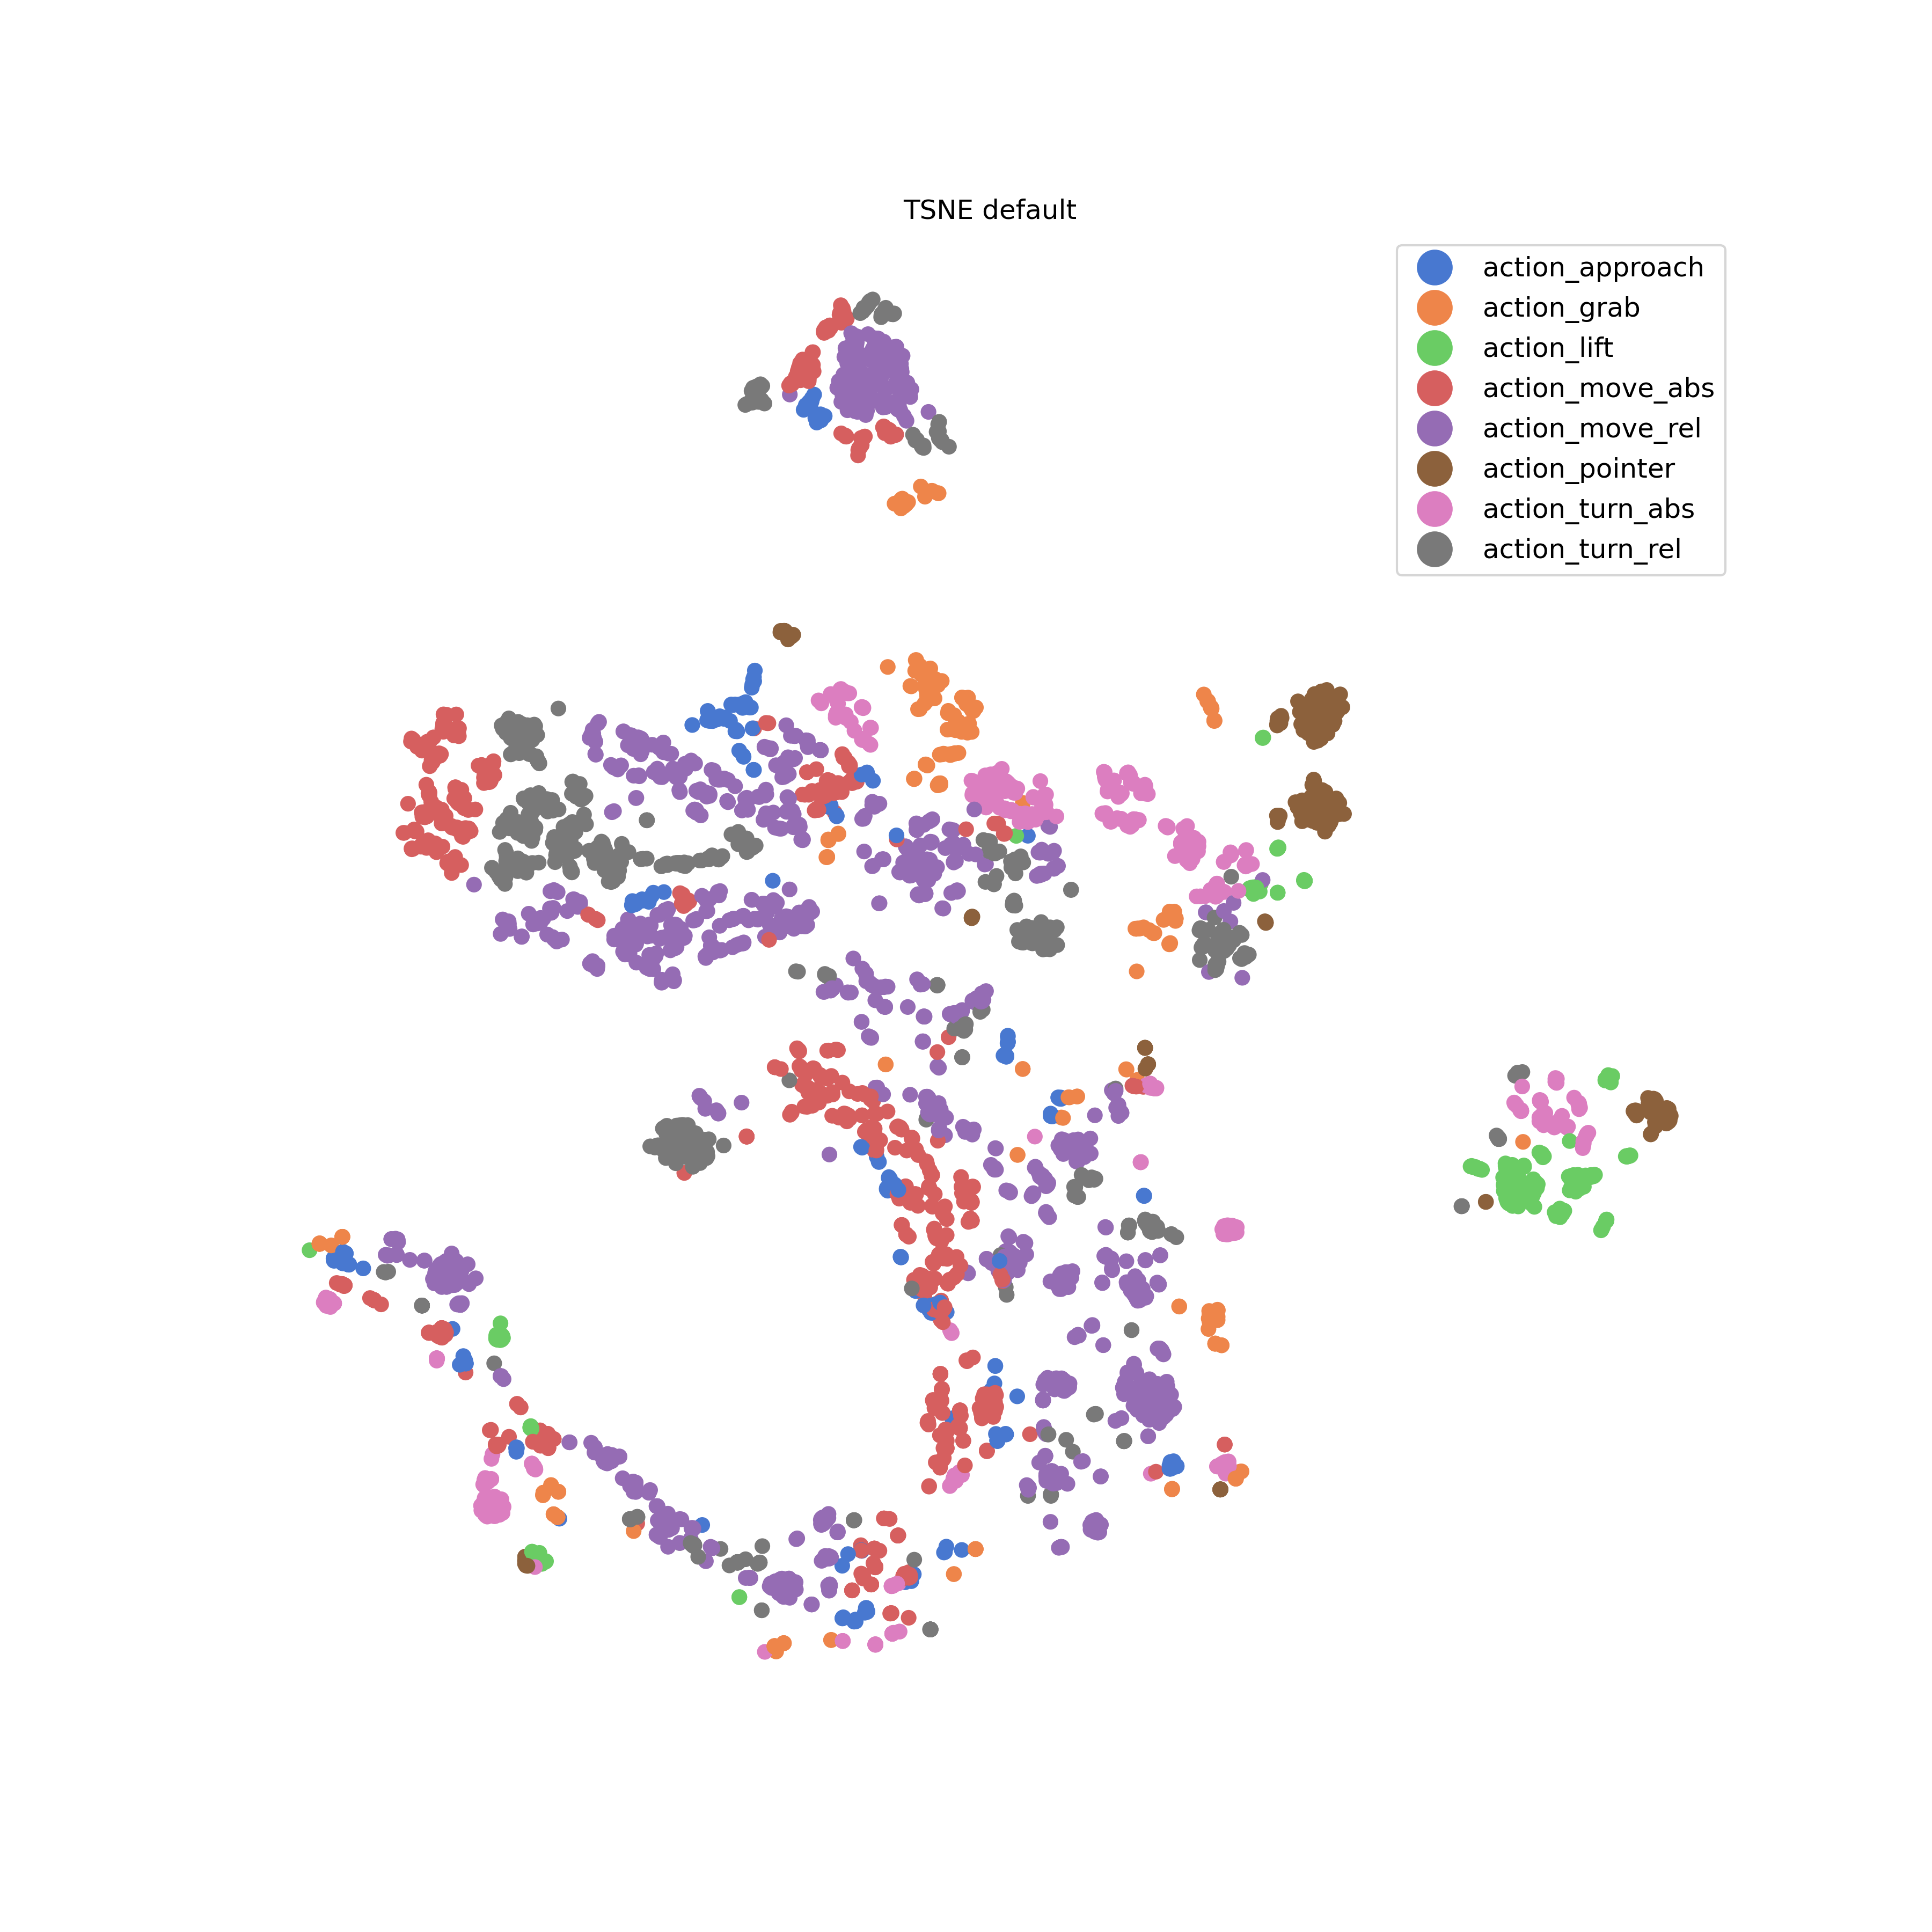 TSNE default
action_approach
action_grab
action_lift
action_move_abs
action_move_rel
action_pointer
action_turn_abs
action_turn_rel